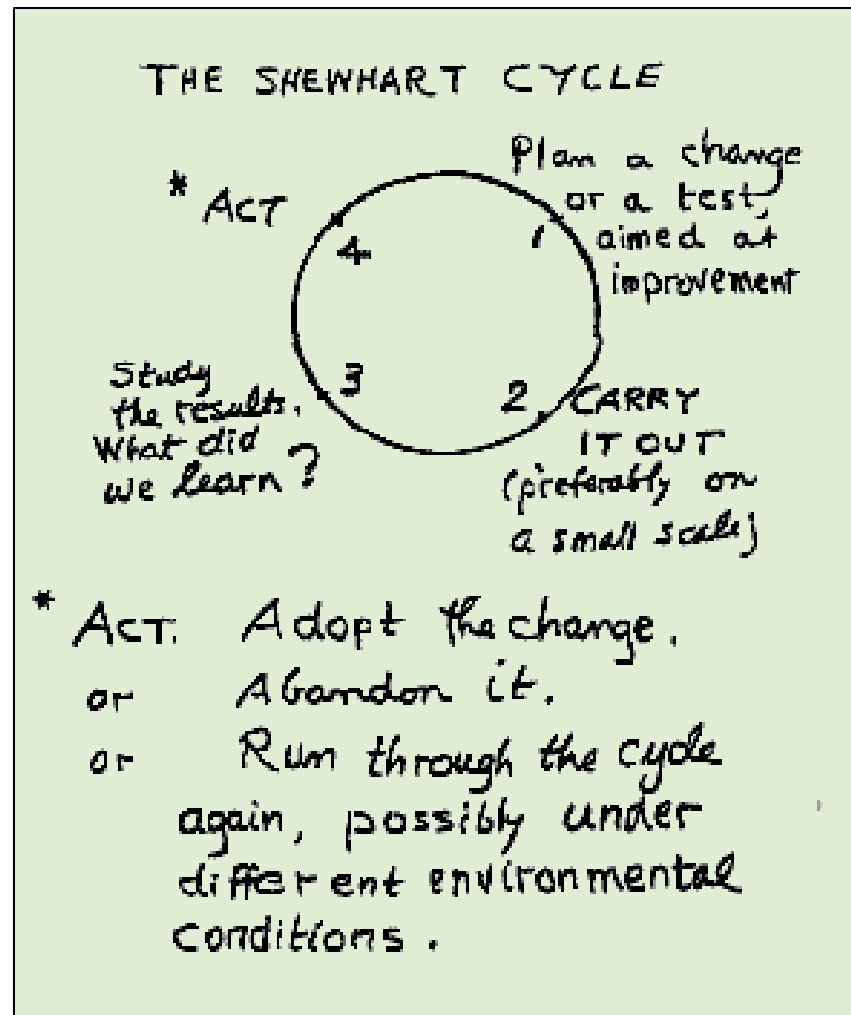 THE SHEWHART CYCLE
Plan a change
or a test,
aimed at
improvement
1
2
CARRY
IT OUT
(preferably on
a small scale)
3
Study
the results.
What did
we learn?
4
* ACT
* ACT. Adopt the change.
or Abandon it.
or Run through the cycle
again, possibly under
different environmental
conditions.